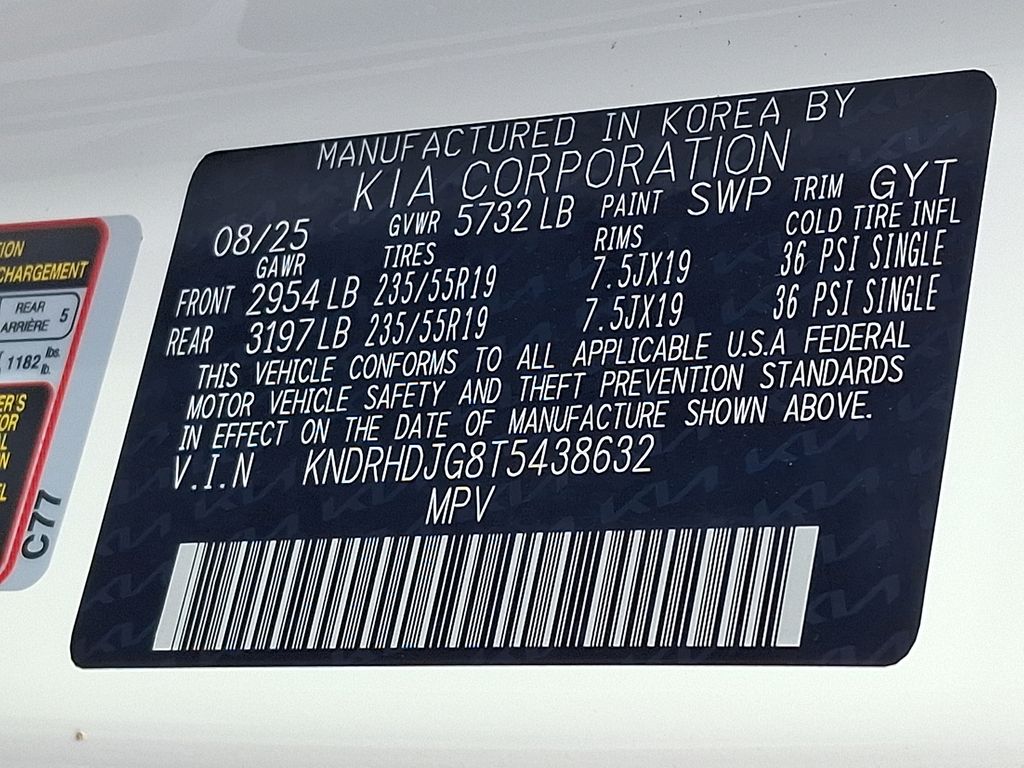 MANUFACTURED IN KOREA BY
KIA CORPORATION
08/25 GVWR 5732 LB PAINT SWP TRIM GYT
GAWR TIRES RIMS COLD TIRE INFL
FRONT 2954 LB 235/55R19 7.5JX19 36 PSI SINGLE
REAR 3197 LB 235/55R19 7.5JX19 36 PSI SINGLE
THIS VEHICLE CONFORMS TO ALL APPLICABLE U.S.A FEDERAL
MOTOR VEHICLE SAFETY AND THEFT PREVENTION STANDARDS
IN EFFECT ON THE DATE OF MANUFACTURE SHOWN ABOVE.
V.I.N KNDRHDJG8T5438632
MPV
CHARGEMENT
REAR
ARRIÈRE 5
1182 lbs.
C77